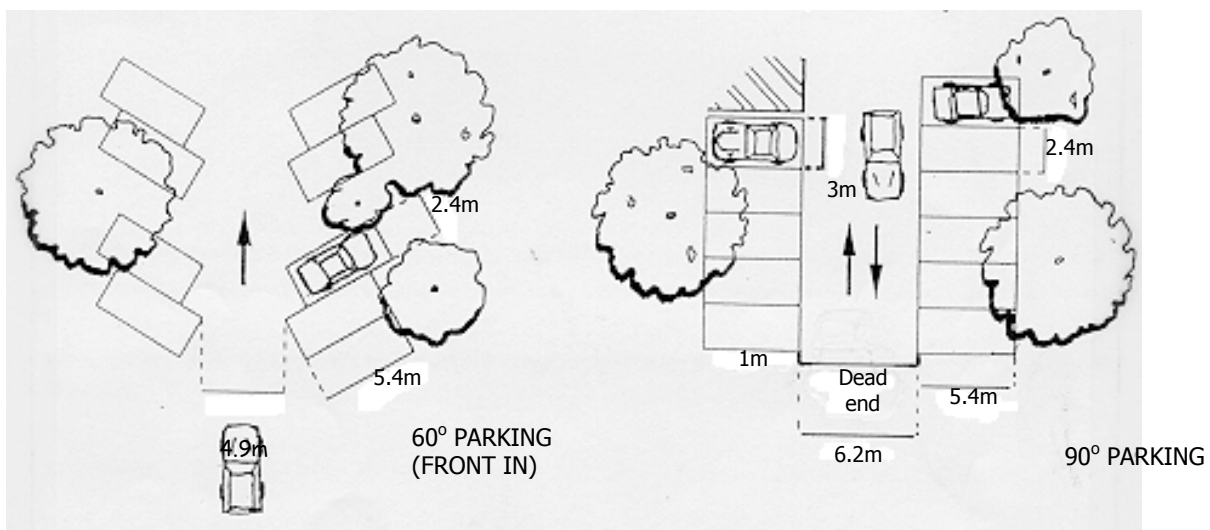 2.4m
5.4m
4.9m
60° PARKING
(FRONT IN)
2.4m
3m
1m
Dead
end
5.4m
6.2m
90° PARKING